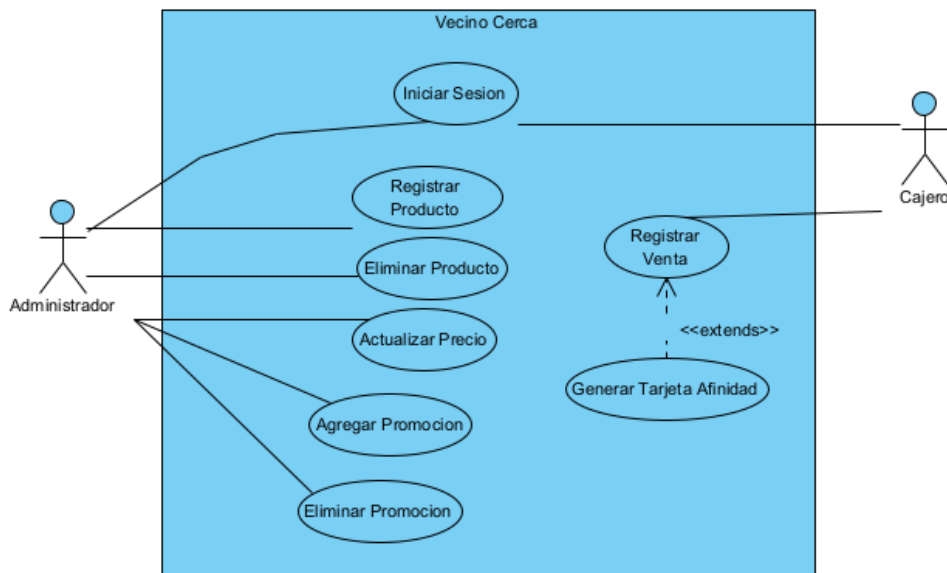 Vecino Cerca
Iniciar Sesion
Cajero
Registrar
Producto
Registrar
Venta
Eliminar Producto
Administrador
Actualizar Precio
<<extends>>
Generar Tarjeta Afinidad
Agregar Promocion
Eliminar Promocion